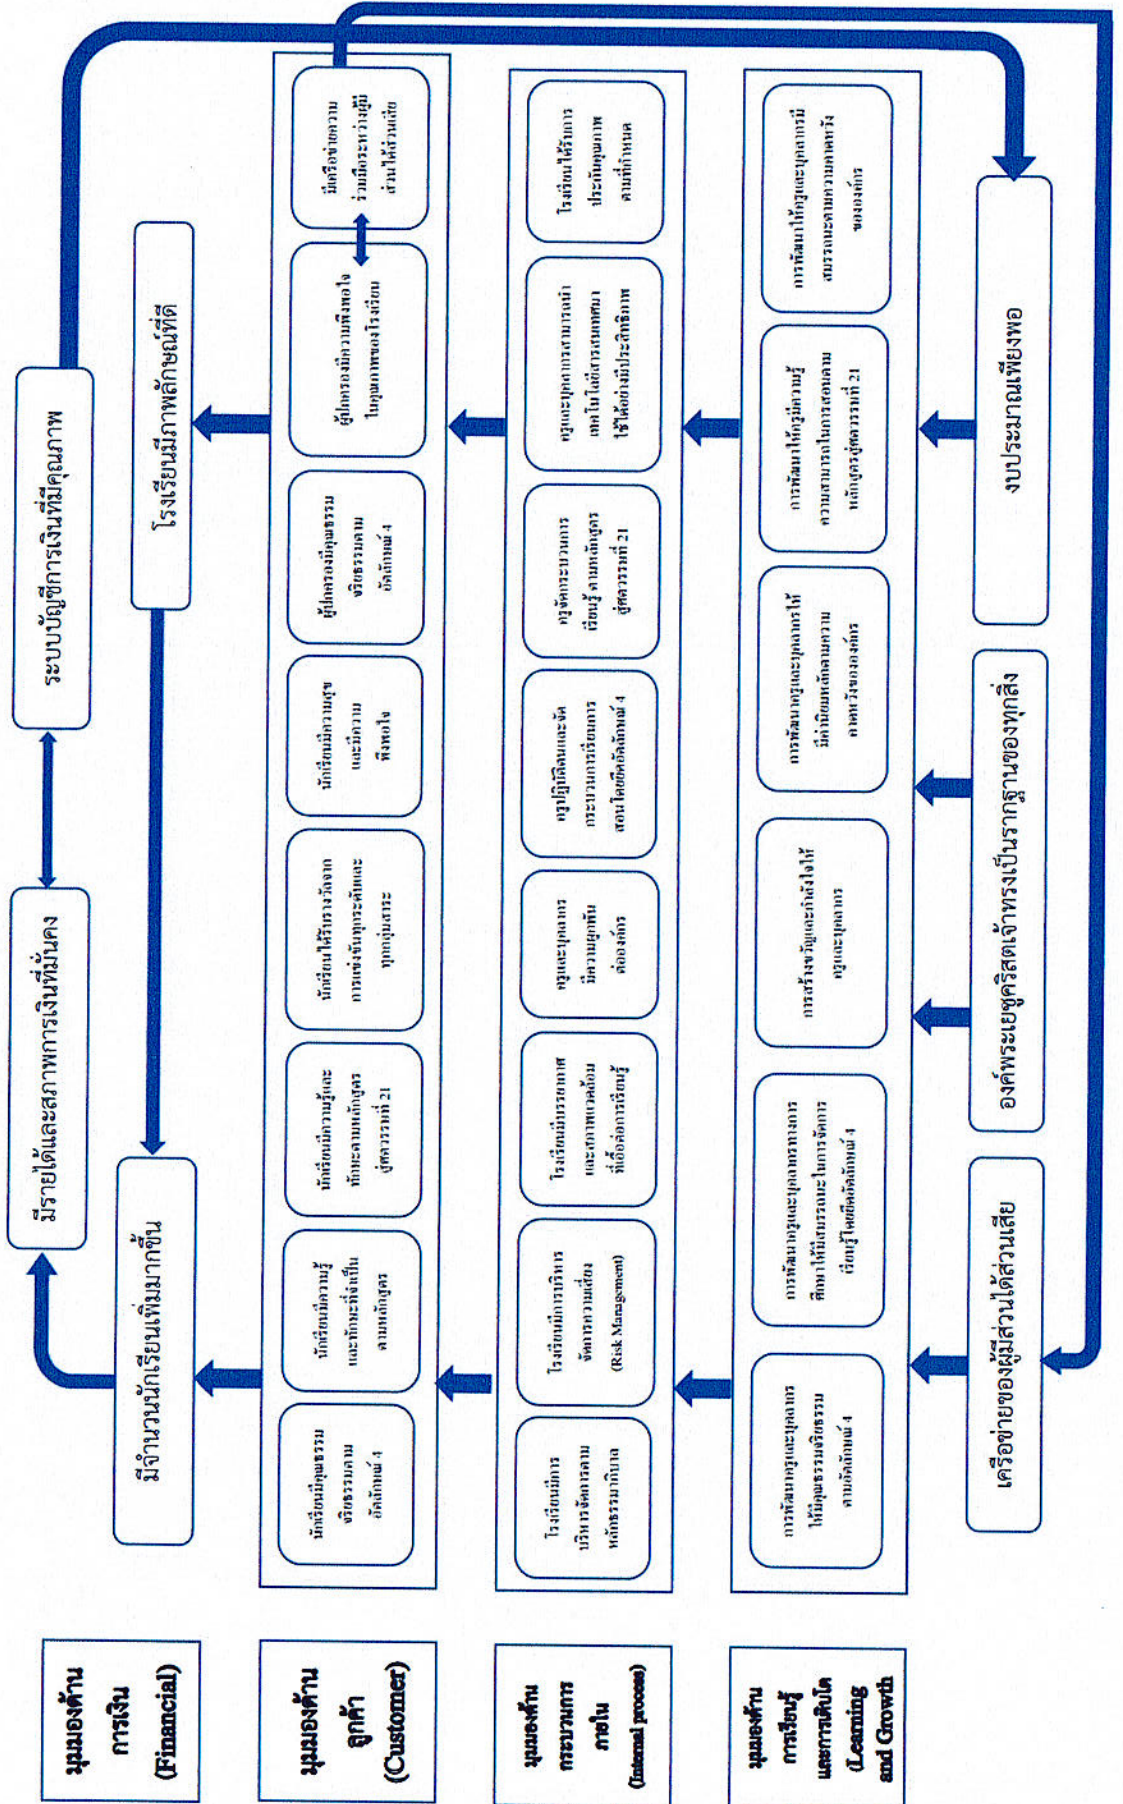 มุมมองด้าน
การเงิน
(Financial)
มีรายได้และสภาพการเงินที่มั่นคง
ระบบบัญชีการเงินที่มีคุณภาพ
มีจำนวนนักเรียนเพิ่มมากขึ้น
โรงเรียนมีภาพลักษณ์ที่ดี
มุมมองด้าน
ลูกค้า
(Customer)
นักเรียนมีคุณธรรม
จริยธรรมตาม
อัตลักษณ์ 4
นักเรียนมีความรู้
และทักษะที่จำเป็น
ตามหลักสูตร
นักเรียนมีความรู้และ
ทักษะตามหลักสูตร
สู่ศตวรรษที่ 21
นักเรียนได้รับรางวัลจาก
การแข่งขันทุกระดับและ
ทุกกลุ่มสาระ
นักเรียนมีความสุข
และมีความ
พึงพอใจ
ผู้ปกครองมีคุณธรรม
จริยธรรมตาม
อัตลักษณ์ 4
ผู้ปกครองมีความพึงพอใจ
ในคุณภาพของโรงเรียน
มีเครือข่ายความ
ร่วมมือระหว่างผู้มี
ส่วนได้ส่วนเสีย
มุมมองด้าน
กระบวนการ
ภายใน
(Internal process)
โรงเรียนมีการ
บริหารจัดการตาม
หลักธรรมาภิบาล
โรงเรียนมีการบริหาร
จัดการความเสี่ยง
(Risk Management)
โรงเรียนมีบรรยากาศ
และสภาพแวดล้อม
ที่เอื้อต่อการเรียนรู้
ครูและบุคลากร
มีความผูกพัน
ต่อองค์กร
ครูปฏิบัติตนและจัด
กระบวนการเรียนการ
สอนโดยยึดอัตลักษณ์ 4
ครูจัดกระบวนการ
เรียนรู้ ตามหลักสูตร
สู่ศตวรรษที่ 21
ครูและบุคลากรสามารถนำ
เทคโนโลยีสารสนเทศมา
ใช้ได้อย่างมีประสิทธิภาพ
โรงเรียนได้รับการ
ประกันคุณภาพ
ตามที่กำหนด
มุมมองด้าน
การเรียนรู้
และการเติบโต
(Learning
and Growth
การพัฒนาครูและบุคลากร
ให้มีคุณธรรมจริยธรรม
ตามอัตลักษณ์ 4
การพัฒนาครูและบุคลากรทางการ
ศึกษาให้มีสมรรถนะในการจัดการ
เรียนรู้โดยยึดอัตลักษณ์ 4
การสร้างขวัญและกำลังใจให้
ครูและบุคลากร
การพัฒนาครูและบุคลากรให้
มีค่านิยมหลักตามความ
คาดหวังขององค์กร
การพัฒนาให้ครูมีความรู้
ความสามารถในการสอนตาม
หลักสูตรสู่ศตวรรษที่ 21
การพัฒนาให้ครูและบุคลากรมี
สมรรถนะตามความคาดหวัง
ขององค์กร
เครือข่ายของผู้มีส่วนได้ส่วนเสีย
องค์พระเยซูคริสตเจ้าทรงเป็นรากฐานของทุกสิ่ง
งบประมาณเพียงพอ